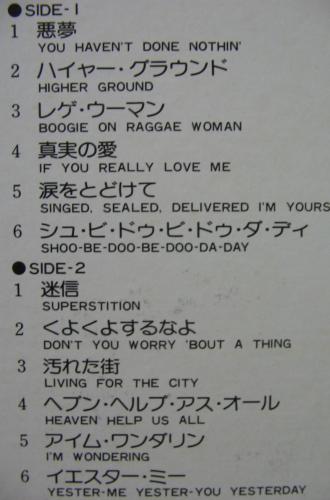 ●SIDE-1
1 悪夢
YOU HAVEN'T DONE NOTHIN'
2 ハイヤー・グラウンド
HIGHER GROUND
3 レゲ・ウーマン
BOOGIE ON RAGGAE WOMAN
4 真実の愛
IF YOU REALLY LOVE ME
5 涙をとどけて
SINGED, SEALED, DELIVERED I'M YOURS
6 シュ・ビ・ドゥ・ビ・ドゥ・ダ・ディ
SHOO-BE-DOO-BE-DOO-DA-DAY
●SIDE-2
1 迷信
SUPERSTITION
2 くよくよするなよ
DON'T YOU WORRY 'BOUT A THING
3 汚れた街
LIVING FOR THE CITY
4 ヘブン・ヘルプ・アス・オール
HEAVEN HELP US ALL
5 アイム・ワンダリン
I'M WONDERING
6 イエスター・ミー
YESTER-ME YESTER-YOU YESTERDAY